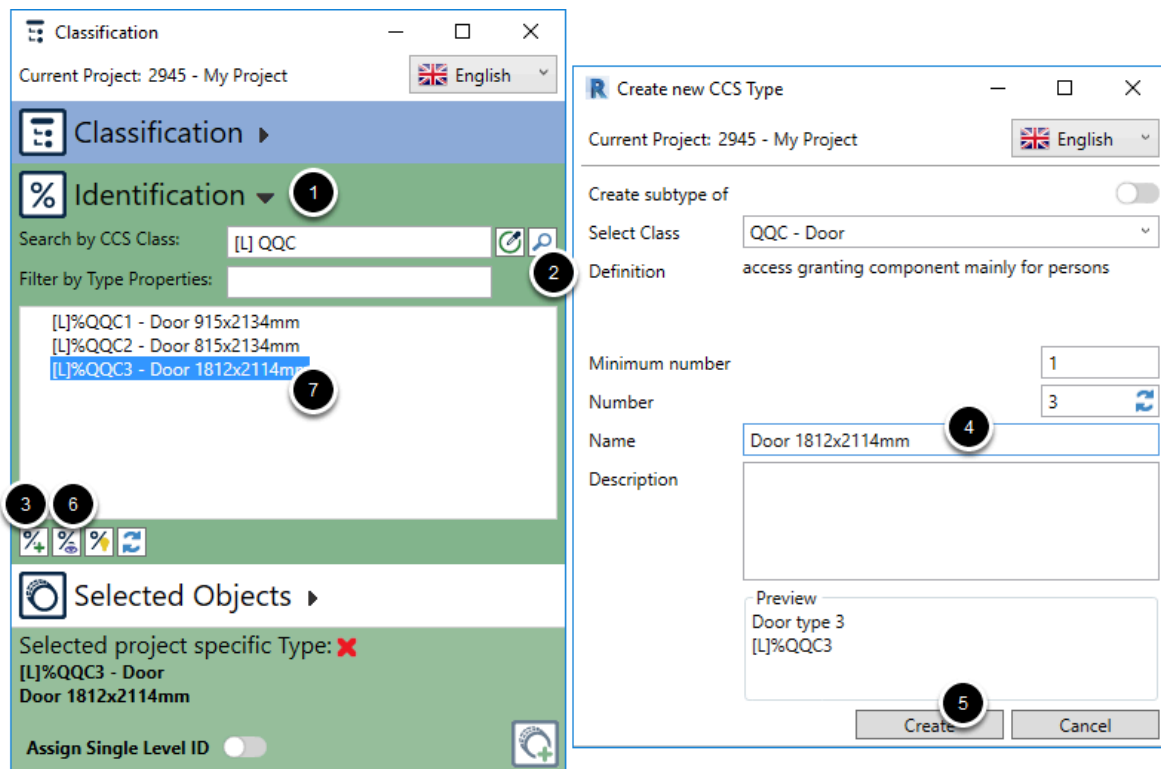 Classification
Current Project: 2945 - My Project
English
Classification
Identification
1
Search by CCS Class:
[L] QQC
2
Filter by Type Properties:
[L]%QQC1 - Door 915x2134mm
[L]%QQC2 - Door 815x2134mm
[L]%QQC3 - Door 1812x2114mm
7
3
6
Selected Objects
Selected project specific Type:
[L]%QQC3 - Door
Door 1812x2114mm
Assign Single Level ID
Create new CCS Type
Current Project: 2945 - My Project
English
Create subtype of
Select Class
QQC - Door
Definition
access granting component mainly for persons
Minimum number
1
Number
3
Name
Door 1812x2114mm
4
Description
Preview
Door type 3
[L]%QQC3
5
Create
Cancel